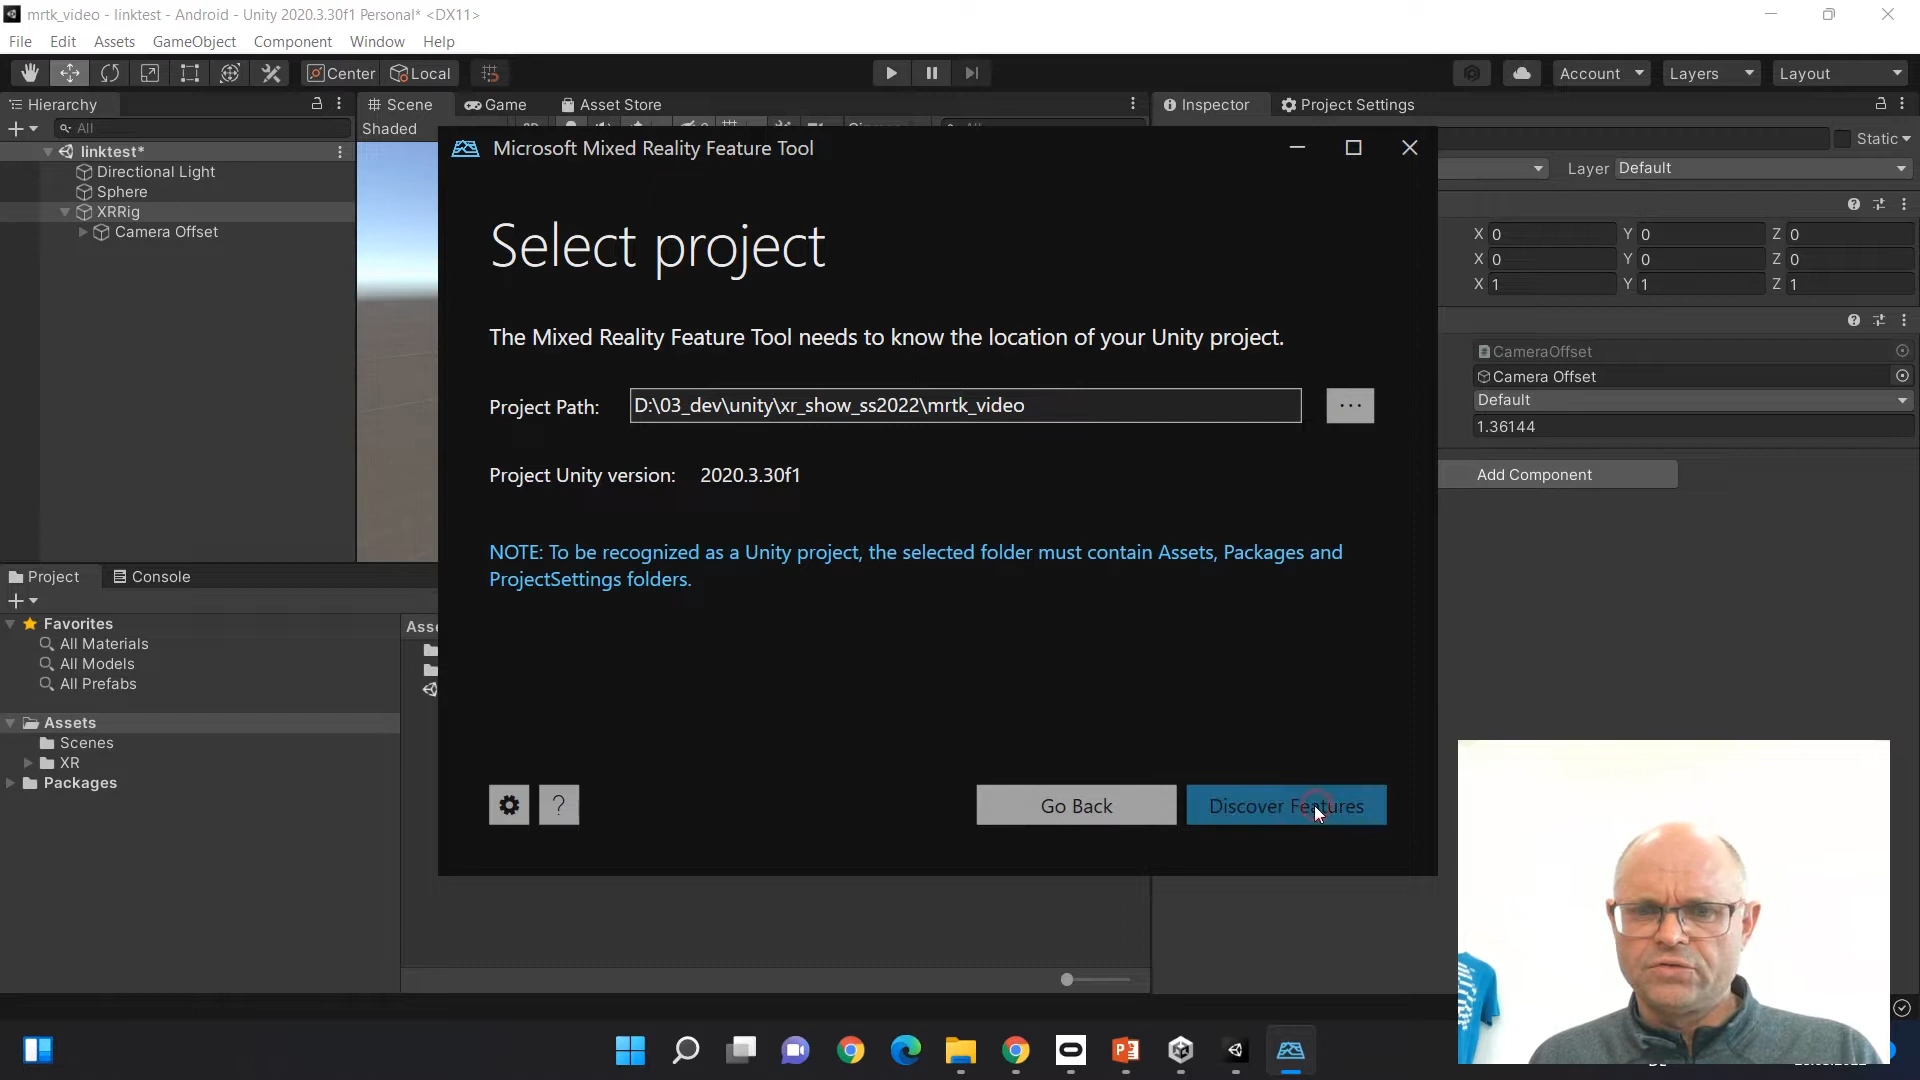 mrtk_video - linktest - Android - Unity 2020.3.30f1 Personal* <DX11>
File Edit Assets GameObject Component Window Help
Center Local Account Layers Layout
Hierarchy Scene Game Asset Store Inspector Project Settings
All Shaded Static
linktest*
Directional Light
Sphere
XRRig
Camera Offset
Microsoft Mixed Reality Feature Tool
Select project
The Mixed Reality Feature Tool needs to know the location of your Unity project.
Project Path: D:\03_dev\unity\xr_show_ss2022\mrtk_video ...
Project Unity version: 2020.3.30f1
NOTE: To be recognized as a Unity project, the selected folder must contain Assets, Packages and
ProjectSettings folders.
? Go Back Discover Features
Layer Default
X 0 Y 0 Z 0
X 0 Y 0 Z 0
X 1 Y 1 Z 1
CameraOffset
Camera Offset
Default
1.36144
Add Component
Project Console
Favorites
All Materials
All Models
All Prefabs
Assets
Scenes
XR
Packages